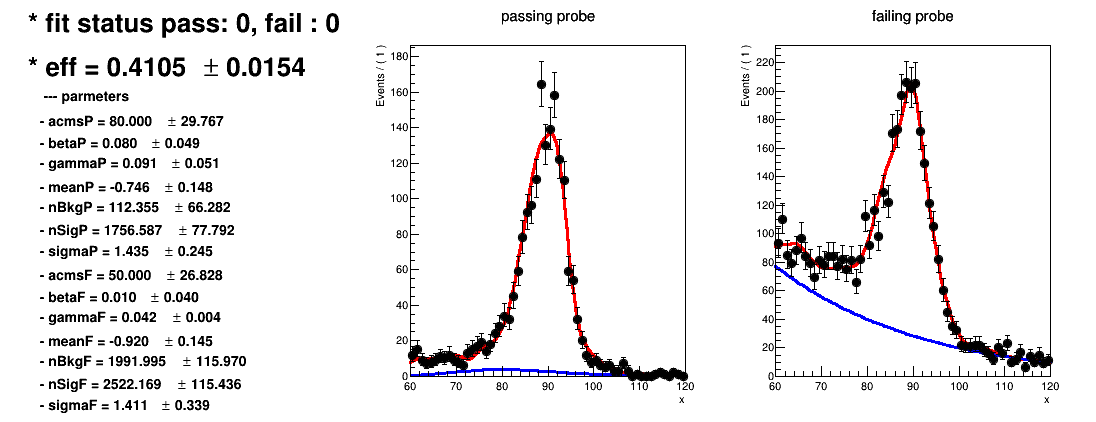 * fit status pass: 0, fail : 0
* eff = 0.4105 ± 0.0154
--- parmeters
- acmsP = 80.000 ± 29.767
- betaP = 0.080 ± 0.049
- gammaP = 0.091 ± 0.051
- meanP = -0.746 ± 0.148
- nBkgP = 112.355 ± 66.282
- nSigP = 1756.587 ± 77.792
- sigmaP = 1.435 ± 0.245
- acmsF = 50.000 ± 26.828
- betaF = 0.010 ± 0.040
- gammaF = 0.042 ± 0.004
- meanF = -0.920 ± 0.145
- nBkgF = 1991.995 ± 115.970
- nSigF = 2522.169 ± 115.436
- sigmaF = 1.411 ± 0.339
passing probe
Events / ( 1 )
180
160
140
120
100
80
60
40
20
0
60 70 80 90 100 110 120
x
failing probe
Events / ( 1 )
220
200
180
160
140
120
100
80
60
40
20
0
60 70 80 90 100 110 120
x